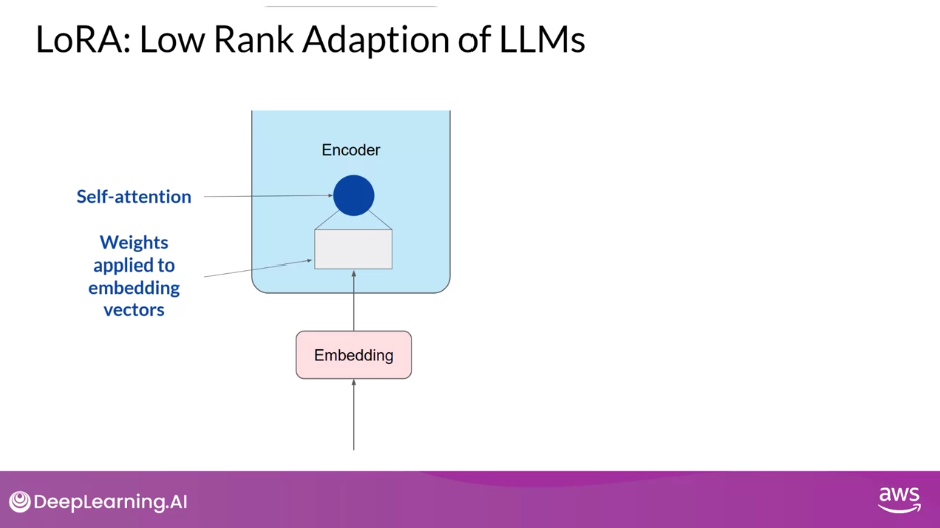 LoRA: Low Rank Adaption of LLMs
Encoder
Self-attention
Weights
applied to
embedding
vectors
Embedding
DeepLearning.AI
aws